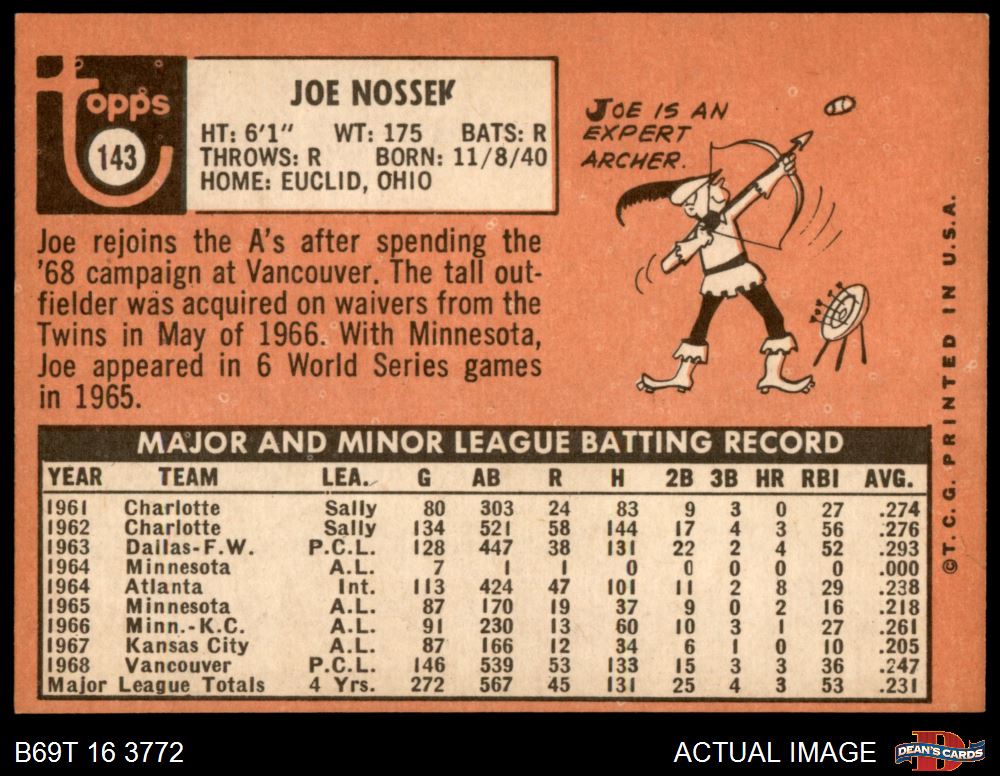 Topps
143
JOE NOSSEK
HT: 6'1" WT: 175 BATS: R
THROWS: R BORN: 11/8/40
HOME: EUCLID, OHIO
JOE IS AN
EXPERT
ARCHER.
Joe rejoins the A's after spending the
'68 campaign at Vancouver. The tall out-
fielder was acquired on waivers from the
Twins in May of 1966. With Minnesota,
Joe appeared in 6 World Series games
in 1965.
MAJOR AND MINOR LEAGUE BATTING RECORD
YEAR TEAM LEA. G AB R H 2B 3B HR RBI AVG.
1961 Charlotte Sally 80 303 24 83 9 3 0 27 .274
1962 Charlotte Sally 134 521 58 144 17 4 3 56 .276
1963 Dallas-F.W. P.C.L. 128 447 38 131 22 2 4 52 .293
1964 Minnesota A.L. 7 1 1 0 0 0 0 0 .000
1964 Atlanta Int. 113 424 47 101 11 2 8 29 .238
1965 Minnesota A.L. 87 170 19 37 9 0 2 16 .218
1966 Minn.-K.C. A.L. 91 230 13 60 10 3 1 27 .261
1967 Kansas City A.L. 87 166 12 34 6 1 0 10 .205
1968 Vancouver P.C.L. 146 539 53 133 15 3 3 36 .247
Major League Totals 4 Yrs. 272 567 45 131 25 4 3 53 .231
©T.C.G. PRINTED IN U.S.A.
B69T 16 3772
ACTUAL IMAGE
DEAN'S CARDS